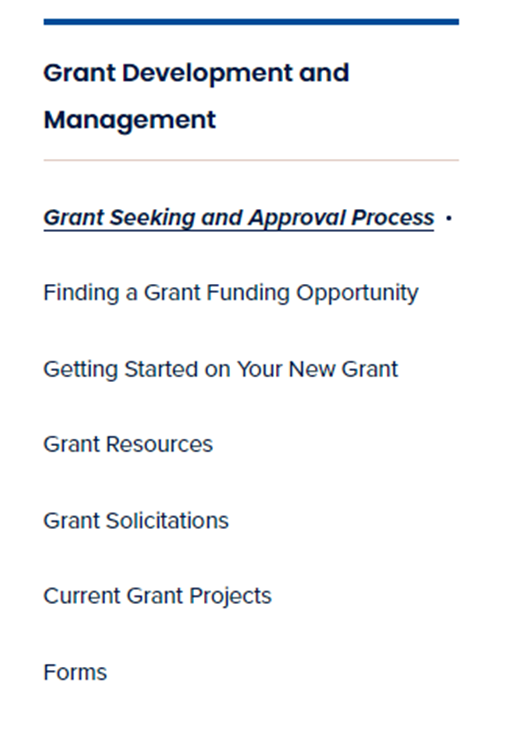 Grant Development and
Management
Grant Seeking and Approval Process •
Finding a Grant Funding Opportunity
Getting Started on Your New Grant
Grant Resources
Grant Solicitations
Current Grant Projects
Forms